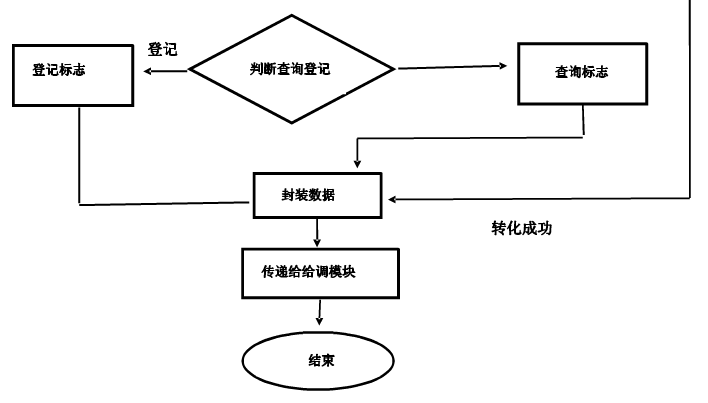 登记
登记标志
判断查询登记
查询标志
封装数据
转化成功
传递给给调模块
结束